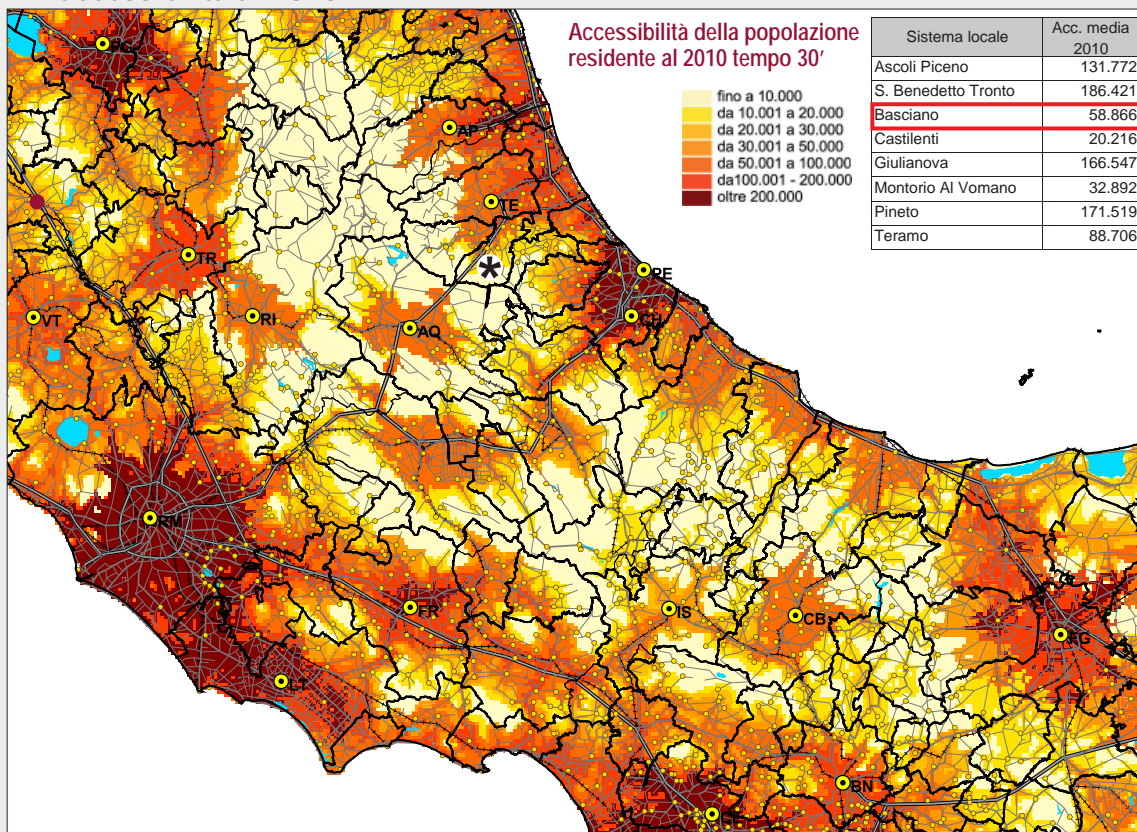 Accessibilità della popolazione
residente al 2010 tempo 30’
fino a 10.000
da 10.001 a 20.000
da 20.001 a 30.000
da 30.001 a 50.000
da 50.001 a 100.000
da100.001 - 200.000
oltre 200.000
Sistema locale
Acc. media
2010
Ascoli Piceno 131.772
S. Benedetto Tronto 186.421
Basciano 58.866
Castilenti 20.216
Giulianova 166.547
Montorio Al Vomano 32.892
Pineto 171.519
Teramo 88.706
PG
AP
TE
TR
PE
VT
RI
AQ
CH
RM
FR
IS
CB
FG
LT
BN